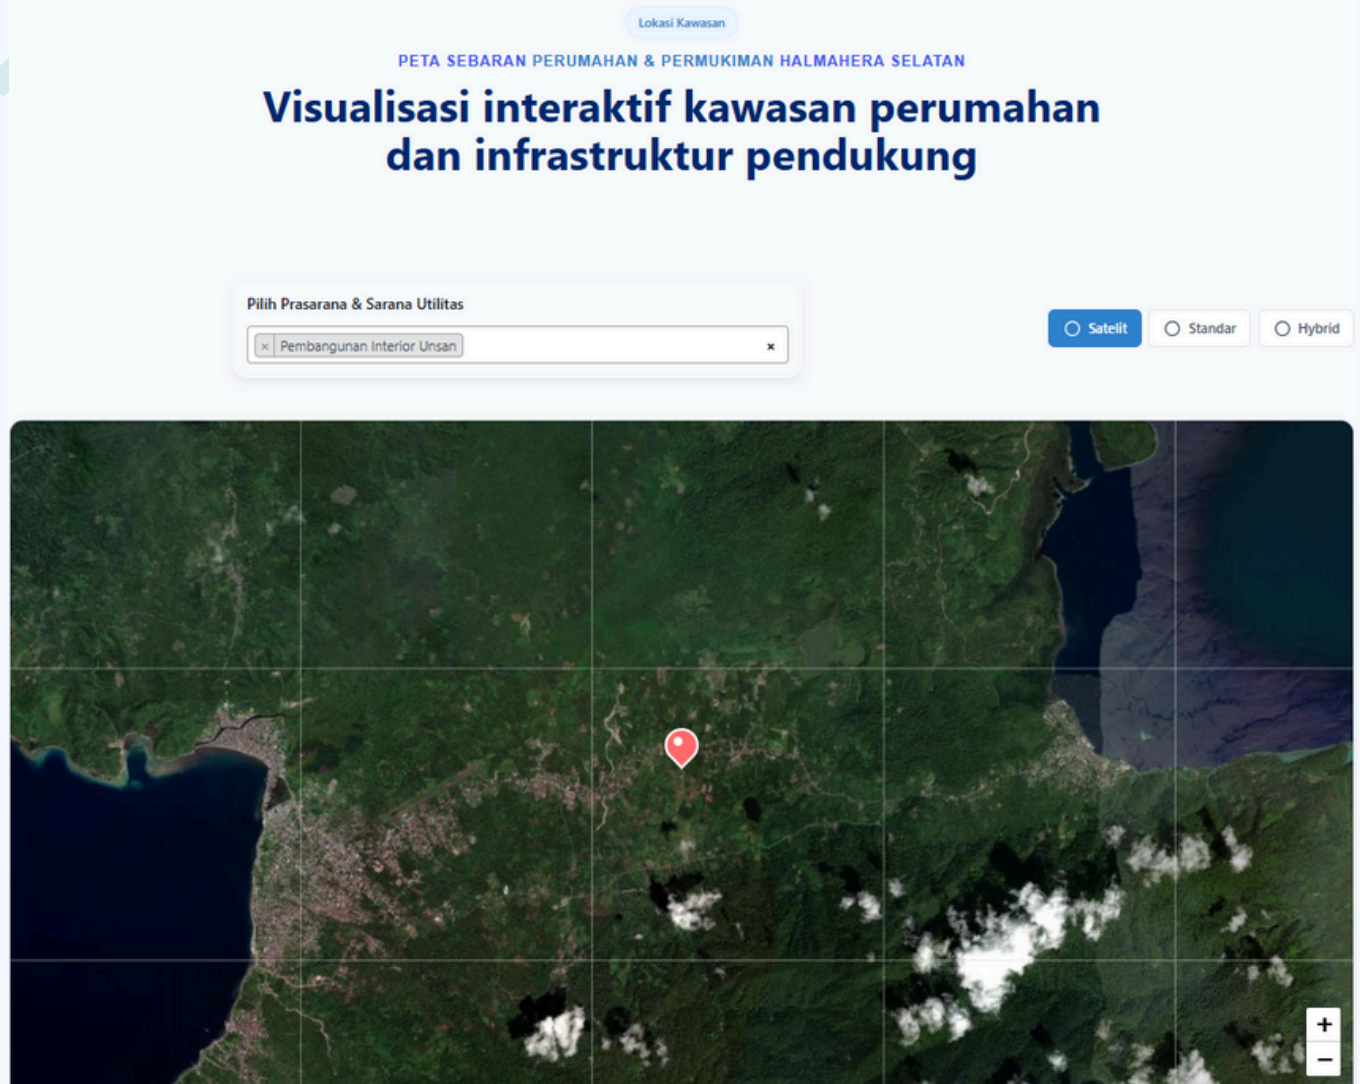 Lokasi Kawasan
PETA SEBARAN PERUMAHAN & PERMUKIMAN HALMAHERA SELATAN
Visualisasi interaktif kawasan perumahan
dan infrastruktur pendukung
Pilih Prasarana & Sarana Utilitas
× Pembangunan Interior Unsan ×
Satelit Standar Hybrid
+
−